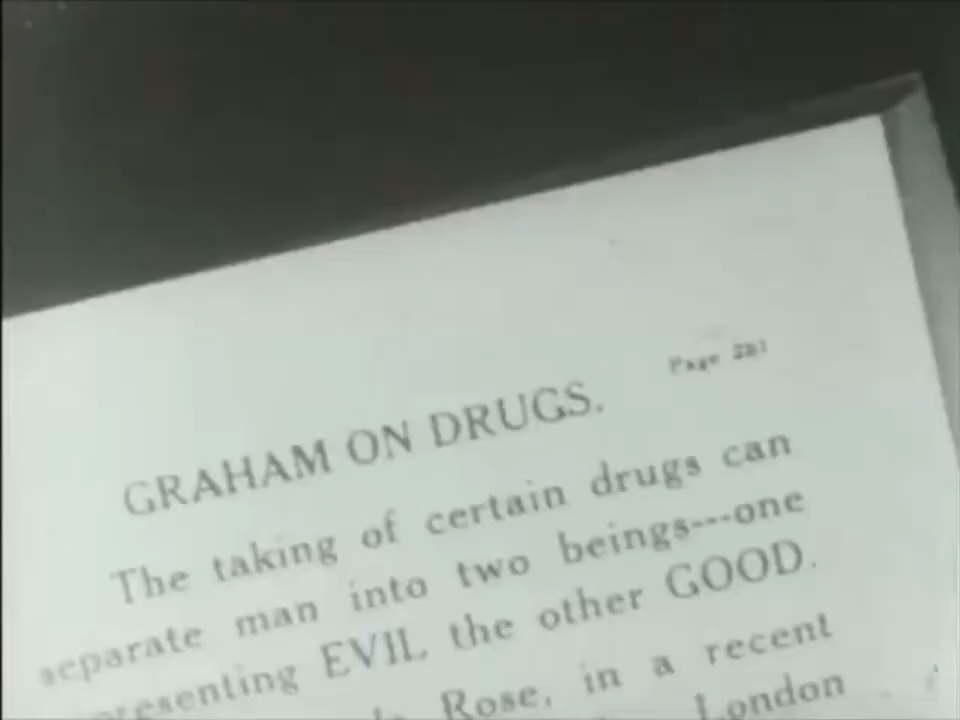 Page 281
GRAHAM ON DRUGS.
The taking of certain drugs can
separate man into two beings---one
EVIL the other GOOD.
Rose, in a recent
London